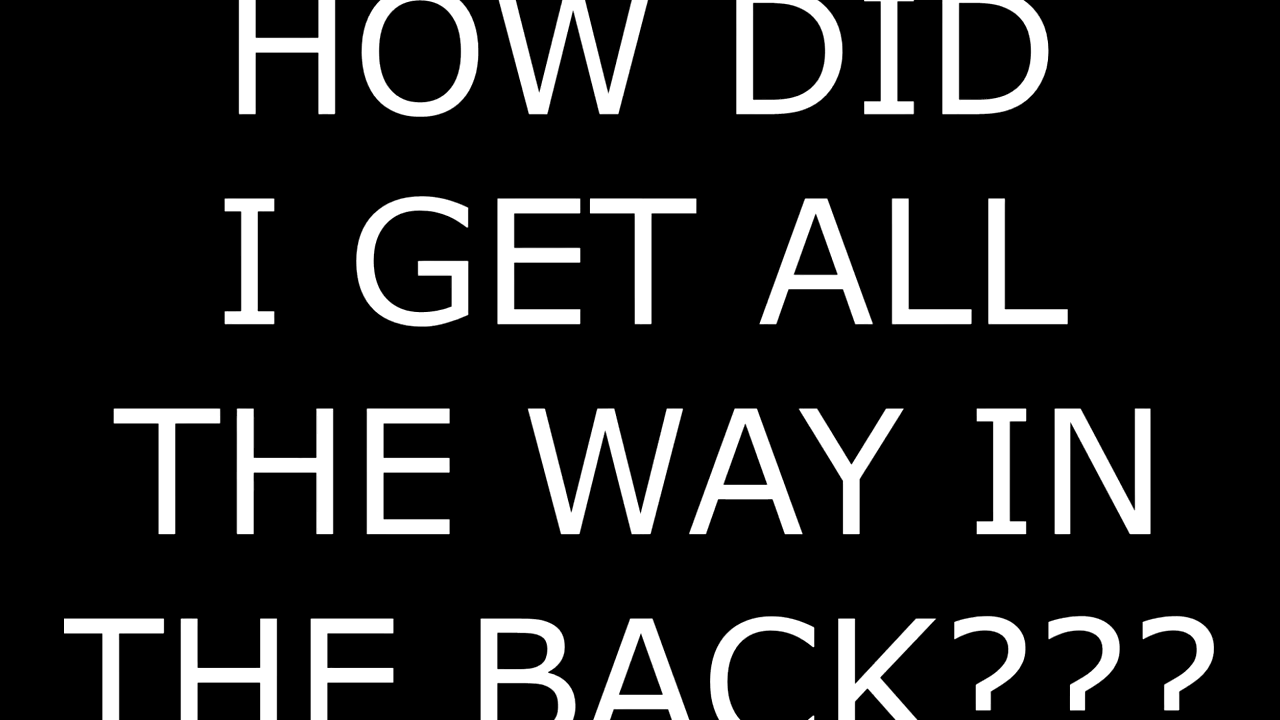 HOW DID
I GET ALL
THE WAY IN
THE BACK???